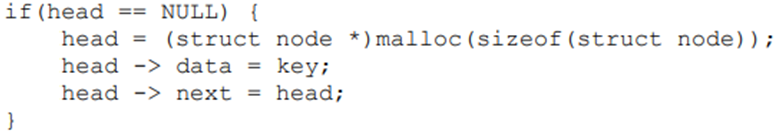 if(head == NULL) {
    head = (struct node *)malloc(sizeof(struct node));
    head -> data = key;
    head -> next = head;
}